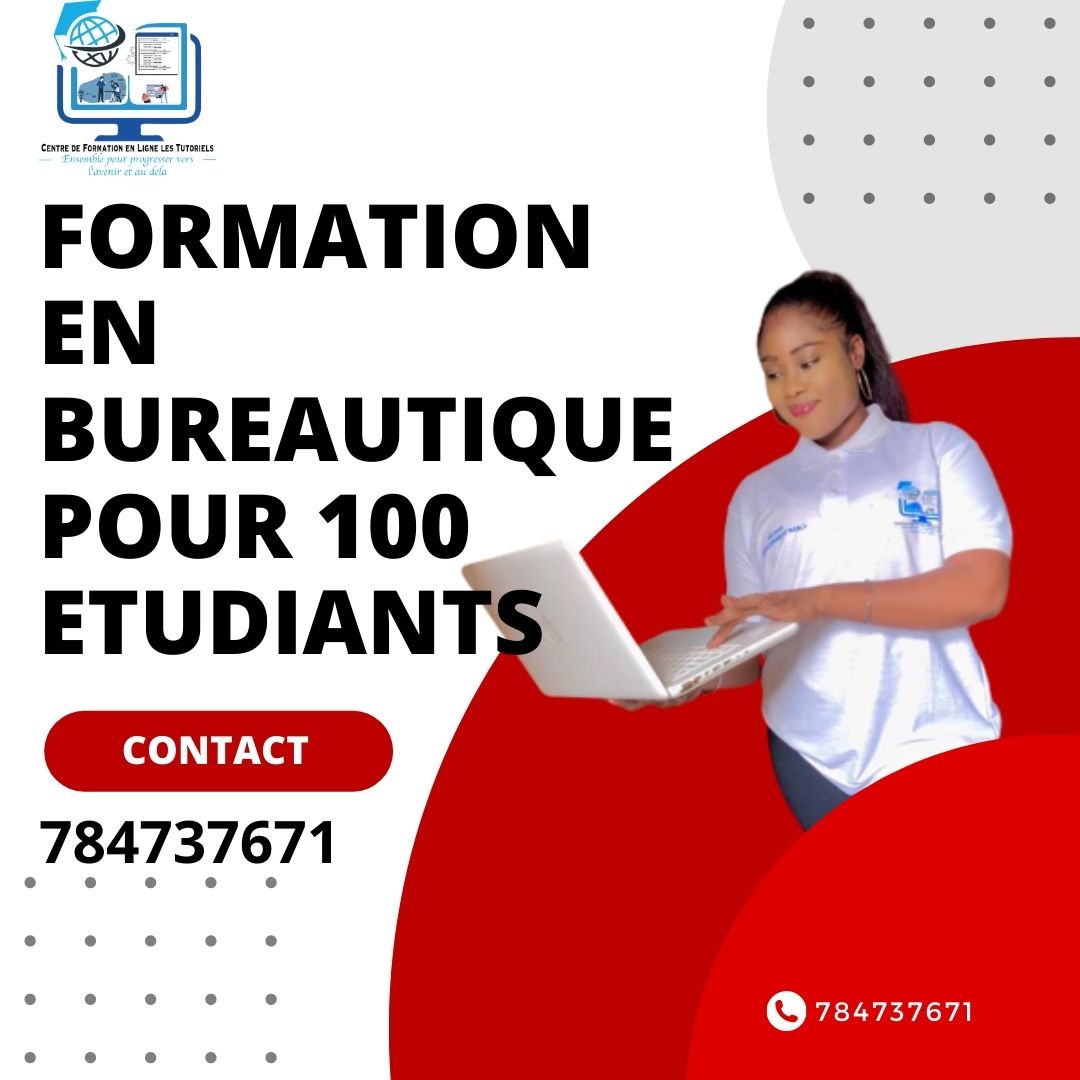 CENTRE DE FORMATION EN LIGNE LES TUTORIELS
Ensemble pour progresser vers
l'avenir et au dela
FORMATION
EN
BUREAUTIQUE
POUR 100
ETUDIANTS
CONTACT
784737671
784737671